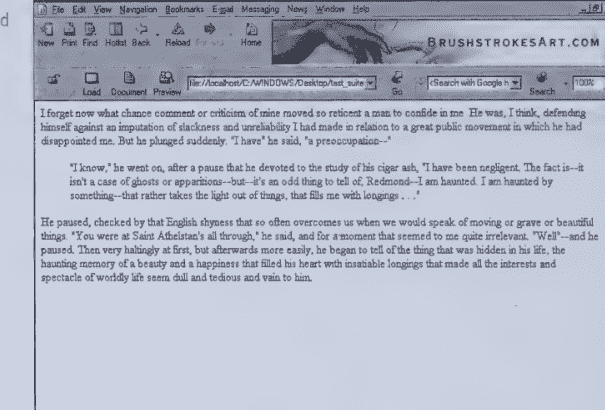 d
File Edit View Navigation Bookmarks E-mail Messaging News Window Help
New Print Find Hotlist Back Reload Forward Home
BRUSHSTROKESART.COM
Load Document Preview file://localhost/C:/WINDOWS/Desktop/last_suite Go <Search with Google h Search 100%
I forget now what chance comment or criticism of mine moved so reticent a man to confide in me He was, I think, defending
himself against an imputation of slackness and unreliability I had made in relation to a great public movement in which he had
disappointed me. But he plunged suddenly. "I have" he said, "a preoccupation--"
"I know," he went on, after a pause that he devoted to the study of his cigar ash, "I have been negligent. The fact is--it
isn't a case of ghosts or apparitions--but--it's an odd thing to tell of, Redmond--I am haunted. I am haunted by
something--that rather takes the light out of things, that fills me with longings . . ."
He paused, checked by that English shyness that so often overcomes us when we would speak of moving or grave or beautiful
things. "You were at Saint Athelstan's all through," he said, and for a moment that seemed to me quite irrelevant. "Well"--and he
paused. Then very haltingly at first, but afterwards more easily, he began to tell of the thing that was hidden in his life, the
haunting memory of a beauty and a happiness that filled his heart with insatiable longings that made all the interests and
spectacle of worldly life seem dull and tedious and vain to him.